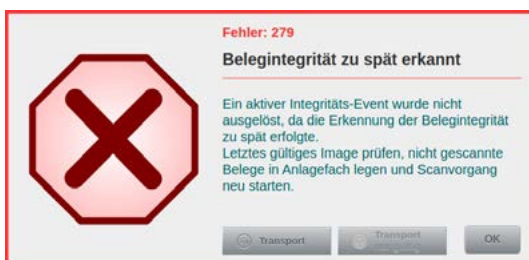 Fehler: 279
Belegintegrität zu spät erkannt
Ein aktiver Integritäts-Event wurde nicht
ausgelöst, da die Erkennung der Belegintegrität
zu spät erfolgte.
Letztes gültiges Image prüfen, nicht gescannte
Belege in Anlagefach legen und Scanvorgang
neu starten.
Transport
Transport
OK